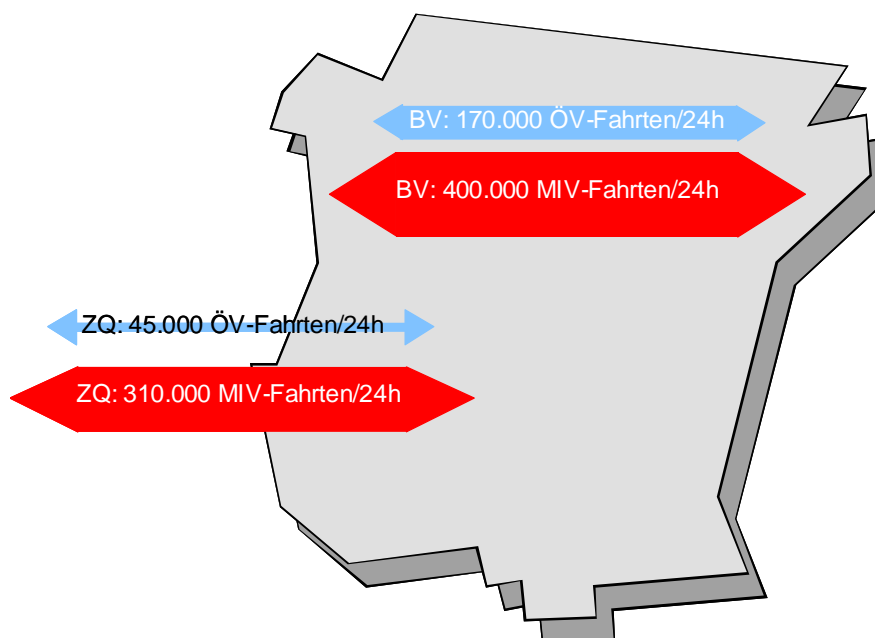 BV: 170.000 ÖV-Fahrten/24h
BV: 400.000 MIV-Fahrten/24h
ZQ: 45.000 ÖV-Fahrten/24h
ZQ: 310.000 MIV-Fahrten/24h